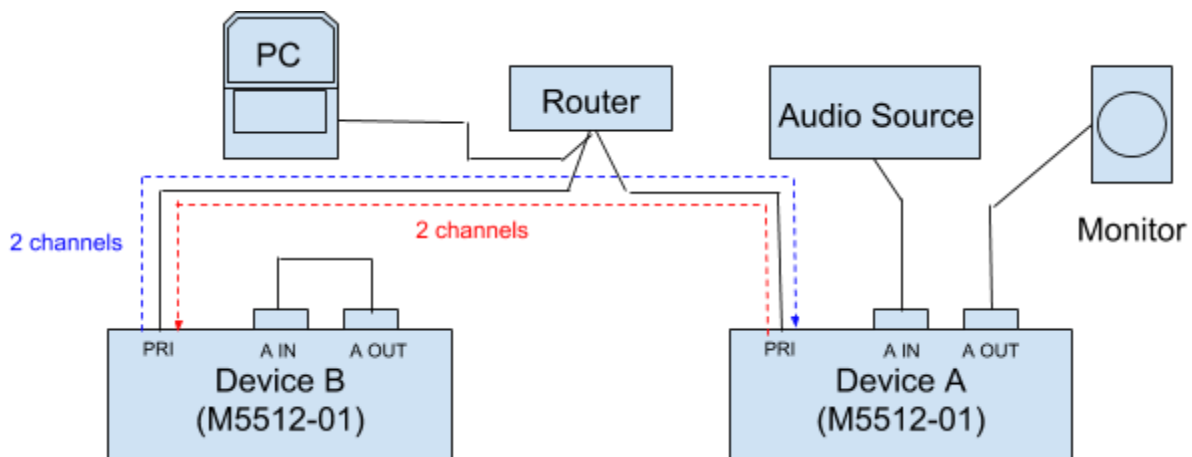 PC
Router
Audio Source
Monitor
2 channels
2 channels
PRI
A IN
A OUT
Device B
(M5512-01)
PRI
A IN
A OUT
Device A
(M5512-01)